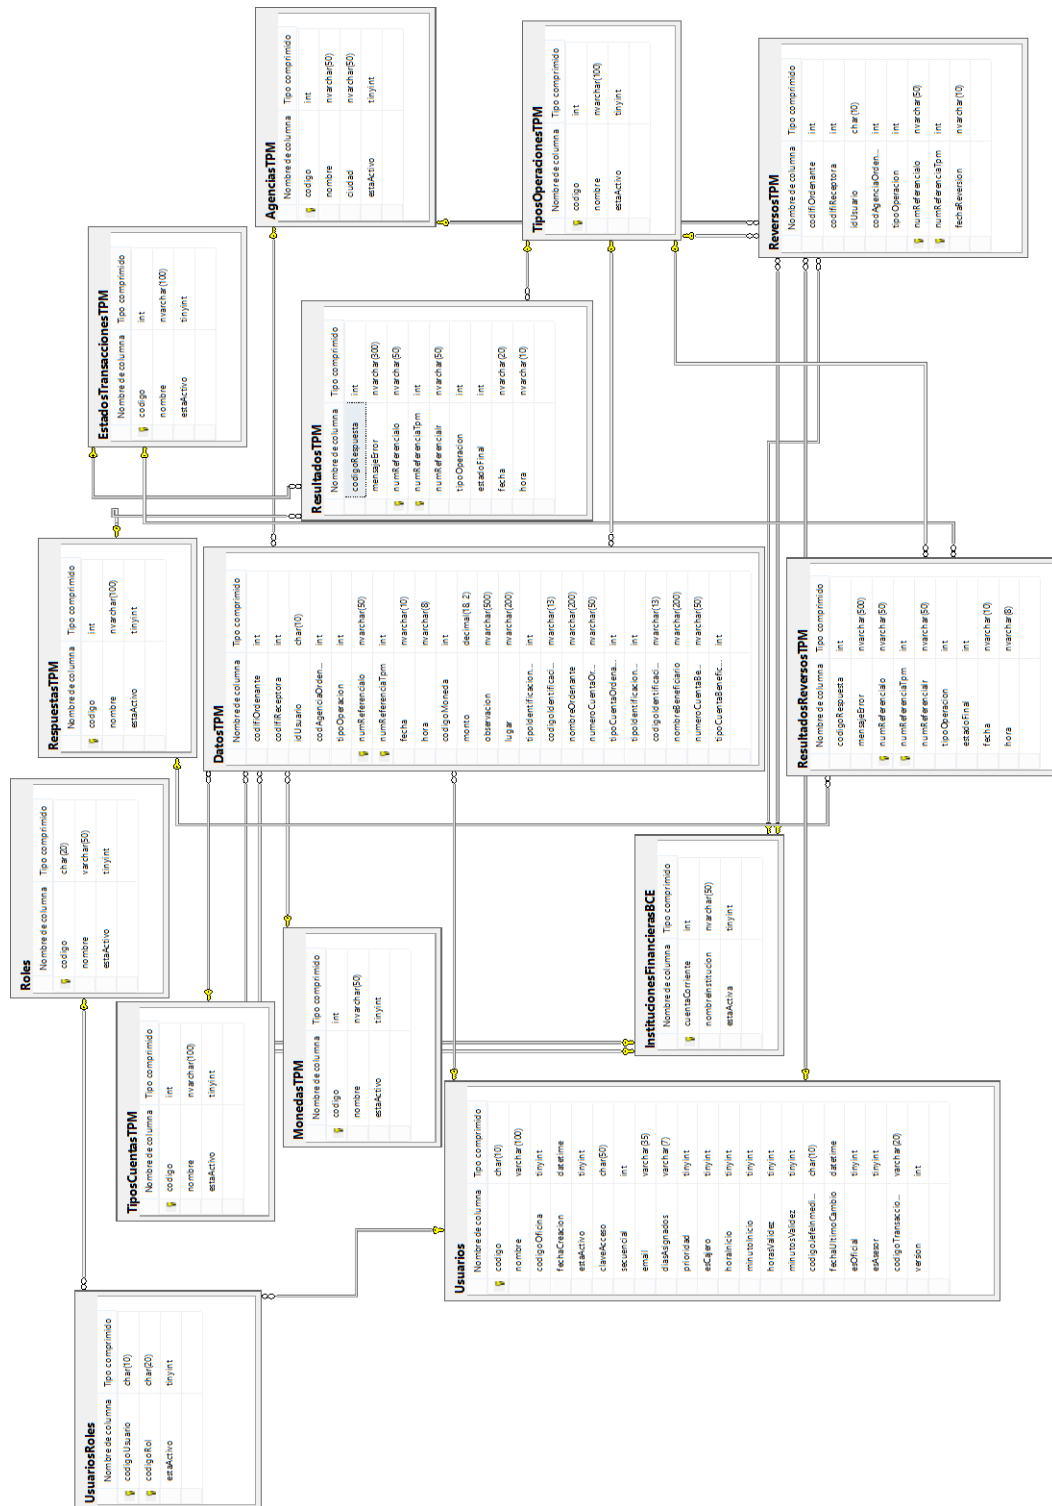 UsuariosRoles
Nombre de columna Tipo comprimido
codigoUsuario char(10)
codigoRol char(20)
estaActivo tinyint
Roles
Nombre de columna Tipo comprimido
codigo char(20)
nombre varchar(50)
estaActivo tinyint
RespuestasTPM
Nombre de columna Tipo comprimido
codigo int
nombre nvarchar(100)
estaActivo tinyint
EstadosTransaccionesTPM
Nombre de columna Tipo comprimido
codigo int
nombre nvarchar(100)
estaActivo tinyint
TiposCuentasTPM
Nombre de columna Tipo comprimido
codigo int
nombre nvarchar(100)
estaActivo tinyint
DatosTPM
Nombre de columna Tipo comprimido
codIfiOrdenante int
codIfiReceptora int
idUsuario char(10)
codAgenciaOrden... int
tipoOperacion int
numReferenciaIo nvarchar(50)
numReferenciaTpm int
fecha nvarchar(10)
hora nvarchar(8)
codigoMoneda int
monto decimal(18, 2)
observacion nvarchar(500)
lugar nvarchar(200)
tipoIdentificacion... int
codigoIdentificaci... nvarchar(13)
nombreOrdenante nvarchar(200)
numeroCuentaOr... nvarchar(50)
tipoCuentaOrdena... int
tipoIdentificacion... int
codigoIdentificaci... nvarchar(13)
nombreBeneficiario nvarchar(200)
numeroCuentaBe... nvarchar(50)
tipoCuentaBenefic... int
AgenciasTPM
Nombre de columna Tipo comprimido
codigo int
nombre nvarchar(50)
ciudad nvarchar(50)
estaActivo tinyint
MonedasTPM
Nombre de columna Tipo comprimido
codigo int
nombre nvarchar(50)
estaActivo tinyint
ResultadosTPM
Nombre de columna Tipo comprimido
codigoRespuesta int
mensajeError nvarchar(300)
numReferenciaIo nvarchar(50)
numReferenciaTpm int
numReferenciaIr nvarchar(50)
tipoOperacion int
estadoFinal int
fecha nvarchar(20)
hora nvarchar(10)
Usuarios
Nombre de columna Tipo comprimido
codigo char(10)
nombre varchar(100)
codigoOficina tinyint
fechaCreacion datetime
estaActivo tinyint
claveAcceso char(50)
secuencial int
email varchar(35)
diasAsignados varchar(7)
prioridad tinyint
esCajero tinyint
horaInicio tinyint
minutoInicio tinyint
horasValidez tinyint
minutosValidez tinyint
codigoJefeInmedi... char(10)
fechaUltimoCambio datetime
esOficial tinyint
esAsesor tinyint
codigoTransaccio... varchar(20)
version int
TiposOperacionesTPM
Nombre de columna Tipo comprimido
codigo int
nombre nvarchar(100)
estaActivo tinyint
InstitucionesFinancierasBCE
Nombre de columna Tipo comprimido
cuentaCorriente int
nombreInstitucion nvarchar(50)
estaActiva tinyint
ReversosTPM
Nombre de columna Tipo comprimido
codIfiOrdenante int
codIfiReceptora int
idUsuario char(10)
codAgenciaOrden... int
tipoOperacion int
numReferenciaIo nvarchar(50)
numReferenciaTpm int
fechaReversion nvarchar(10)
ResultadosReversosTPM
Nombre de columna Tipo comprimido
codigoRespuesta int
mensajeError nvarchar(500)
numReferenciaIo nvarchar(50)
numReferenciaTpm int
numReferenciaIr nvarchar(50)
tipoOperacion int
estadoFinal int
fecha nvarchar(10)
hora nvarchar(8)